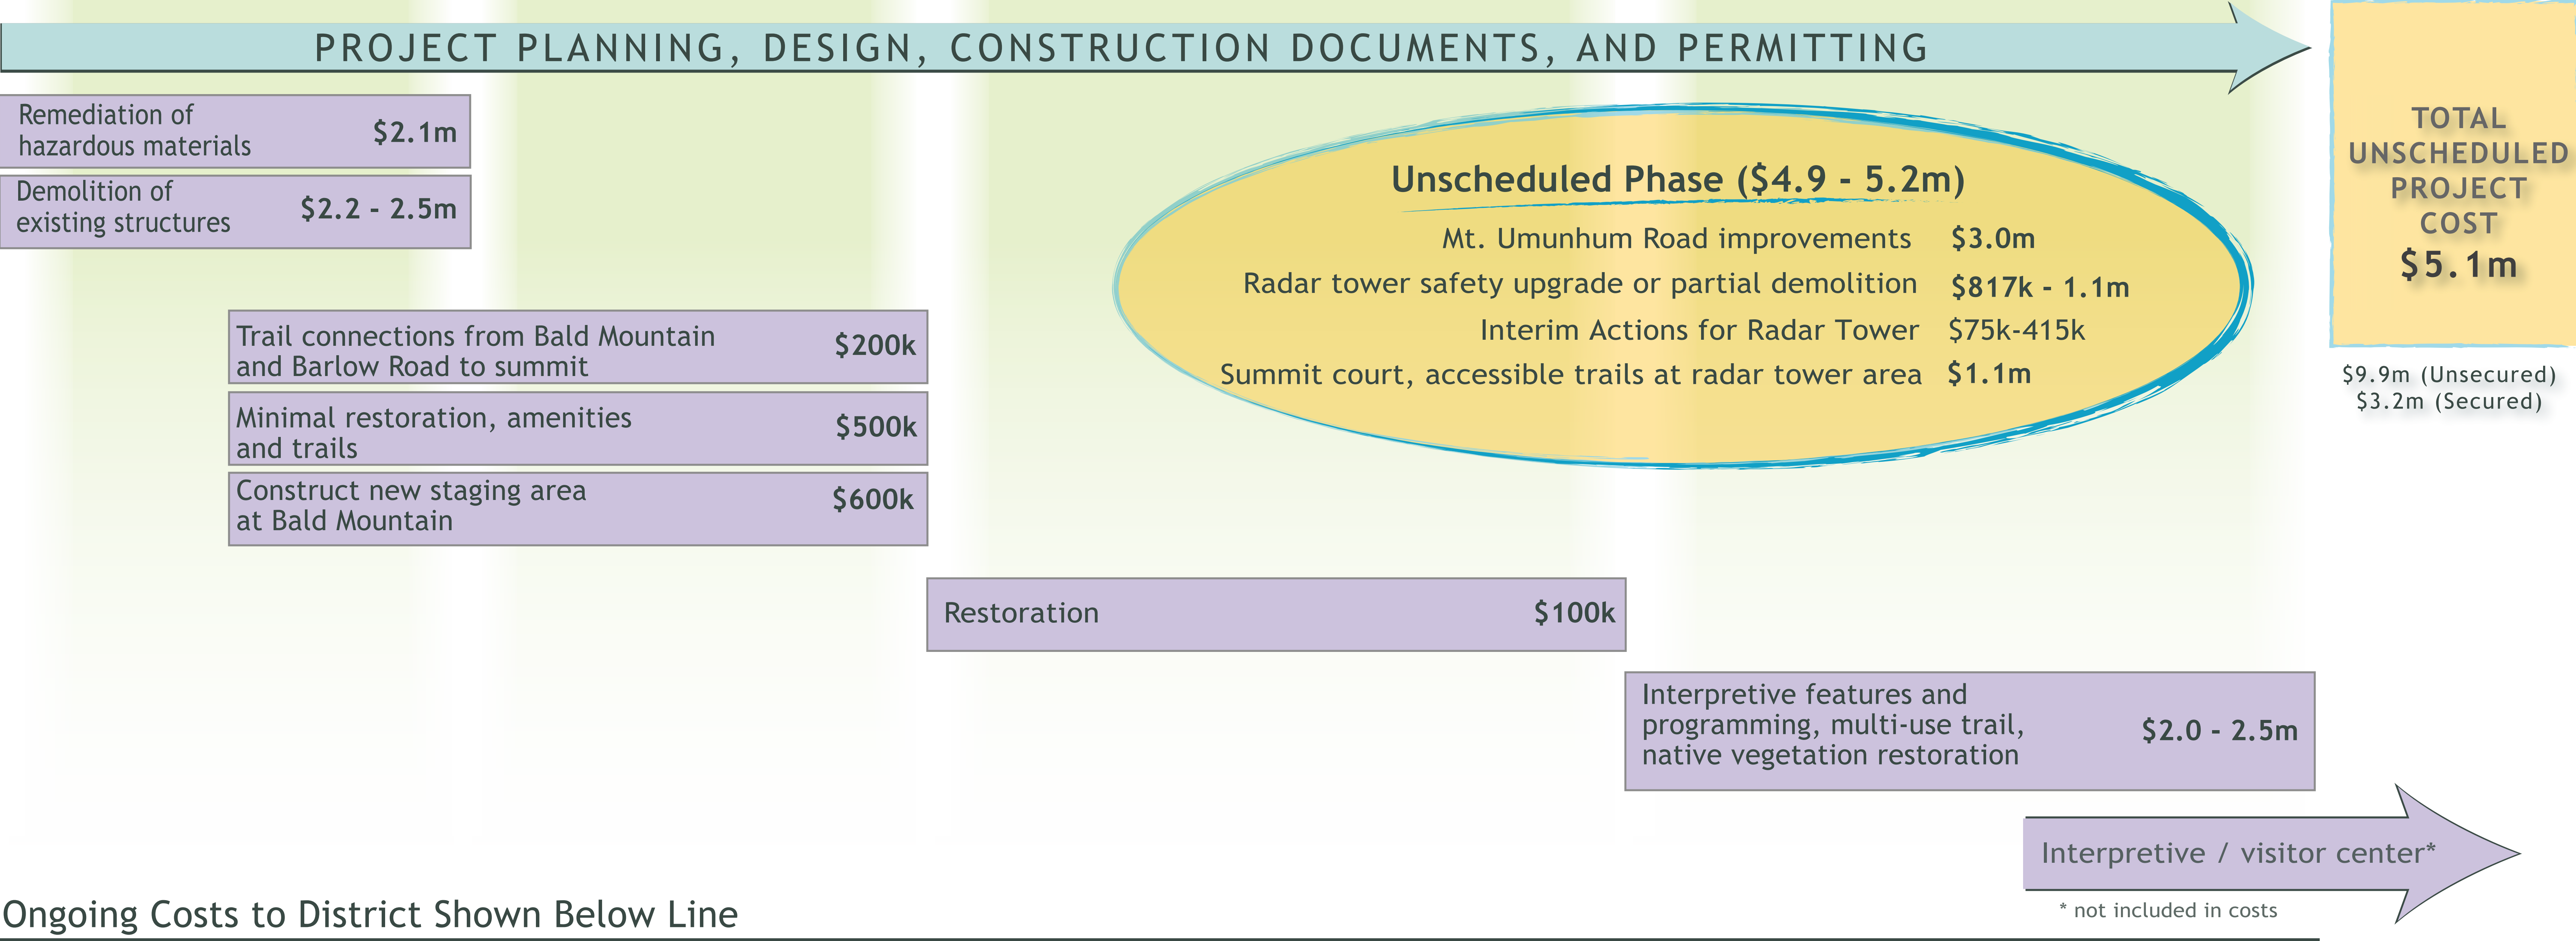 PROJECT PLANNING, DESIGN, CONSTRUCTION DOCUMENTS, AND PERMITTING
Remediation of
hazardous materials
$2.1m
Demolition of
existing structures
$2.2 - 2.5m
Trail connections from Bald Mountain
and Barlow Road to summit
$200k
Minimal restoration, amenities
and trails
$500k
Construct new staging area
at Bald Mountain
$600k
Unscheduled Phase ($4.9 - 5.2m)
Mt. Umunhum Road improvements $3.0m
Radar tower safety upgrade or partial demolition $817k - 1.1m
Interim Actions for Radar Tower $75k-415k
Summit court, accessible trails at radar tower area $1.1m
TOTAL
UNSCHEDULED
PROJECT
COST
$5.1m
$9.9m (Unsecured)
$3.2m (Secured)
Restoration $100k
Interpretive features and
programming, multi-use trail,
native vegetation restoration
$2.0 - 2.5m
Interpretive / visitor center*
* not included in costs
Ongoing Costs to District Shown Below Line